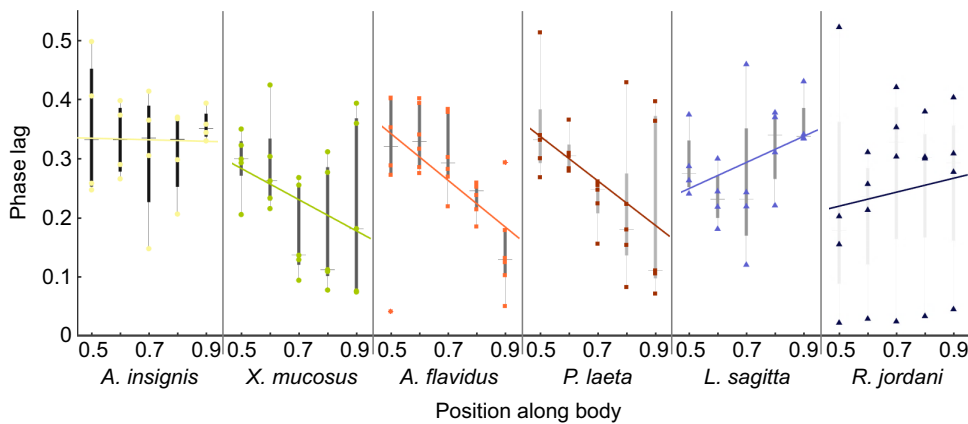 Phase lag
0.5
0.4
0.3
0.2
0.1
0
0.5 0.7 0.9 0.5 0.7 0.9 0.5 0.7 0.9 0.5 0.7 0.9 0.5 0.7 0.9 0.5 0.7 0.9
A. insignis X. mucosus A. flavidus P. laeta L. sagitta R. jordani
Position along body